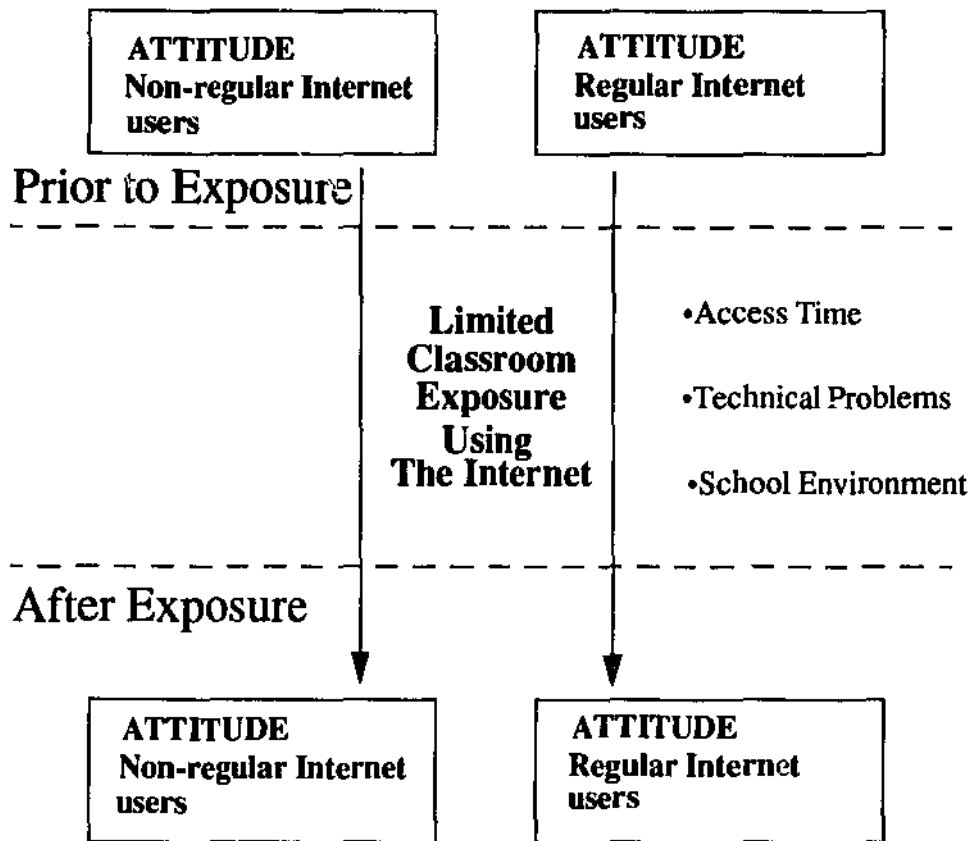 ATTITUDE
Non-regular Internet
users
ATTITUDE
Regular Internet
users
Prior to Exposure
Limited
Classroom
Exposure
Using
The Internet
•Access Time
•Technical Problems
•School Environment
After Exposure
ATTITUDE
Non-regular Internet
users
ATTITUDE
Regular Internet
users